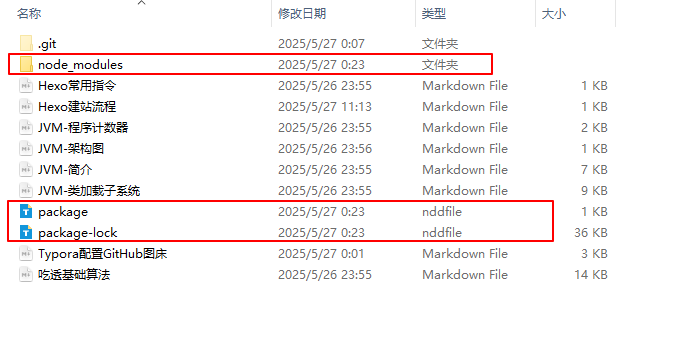 名称 修改日期 类型 大小
.git 2025/5/27 0:07 文件夹
node_modules 2025/5/27 0:23 文件夹
Hexo常用指令 2025/5/26 23:55 Markdown File 1 KB
Hexo建站流程 2025/5/27 11:13 Markdown File 1 KB
JVM-程序计数器 2025/5/26 23:55 Markdown File 2 KB
JVM-架构图 2025/5/26 23:56 Markdown File 1 KB
JVM-简介 2025/5/26 23:55 Markdown File 7 KB
JVM-类加载子系统 2025/5/26 23:55 Markdown File 9 KB
package 2025/5/27 0:23 nddfile 1 KB
package-lock 2025/5/27 0:23 nddfile 36 KB
Typora配置GitHub图床 2025/5/27 0:01 Markdown File 3 KB
吃透基础算法 2025/5/26 23:55 Markdown File 14 KB